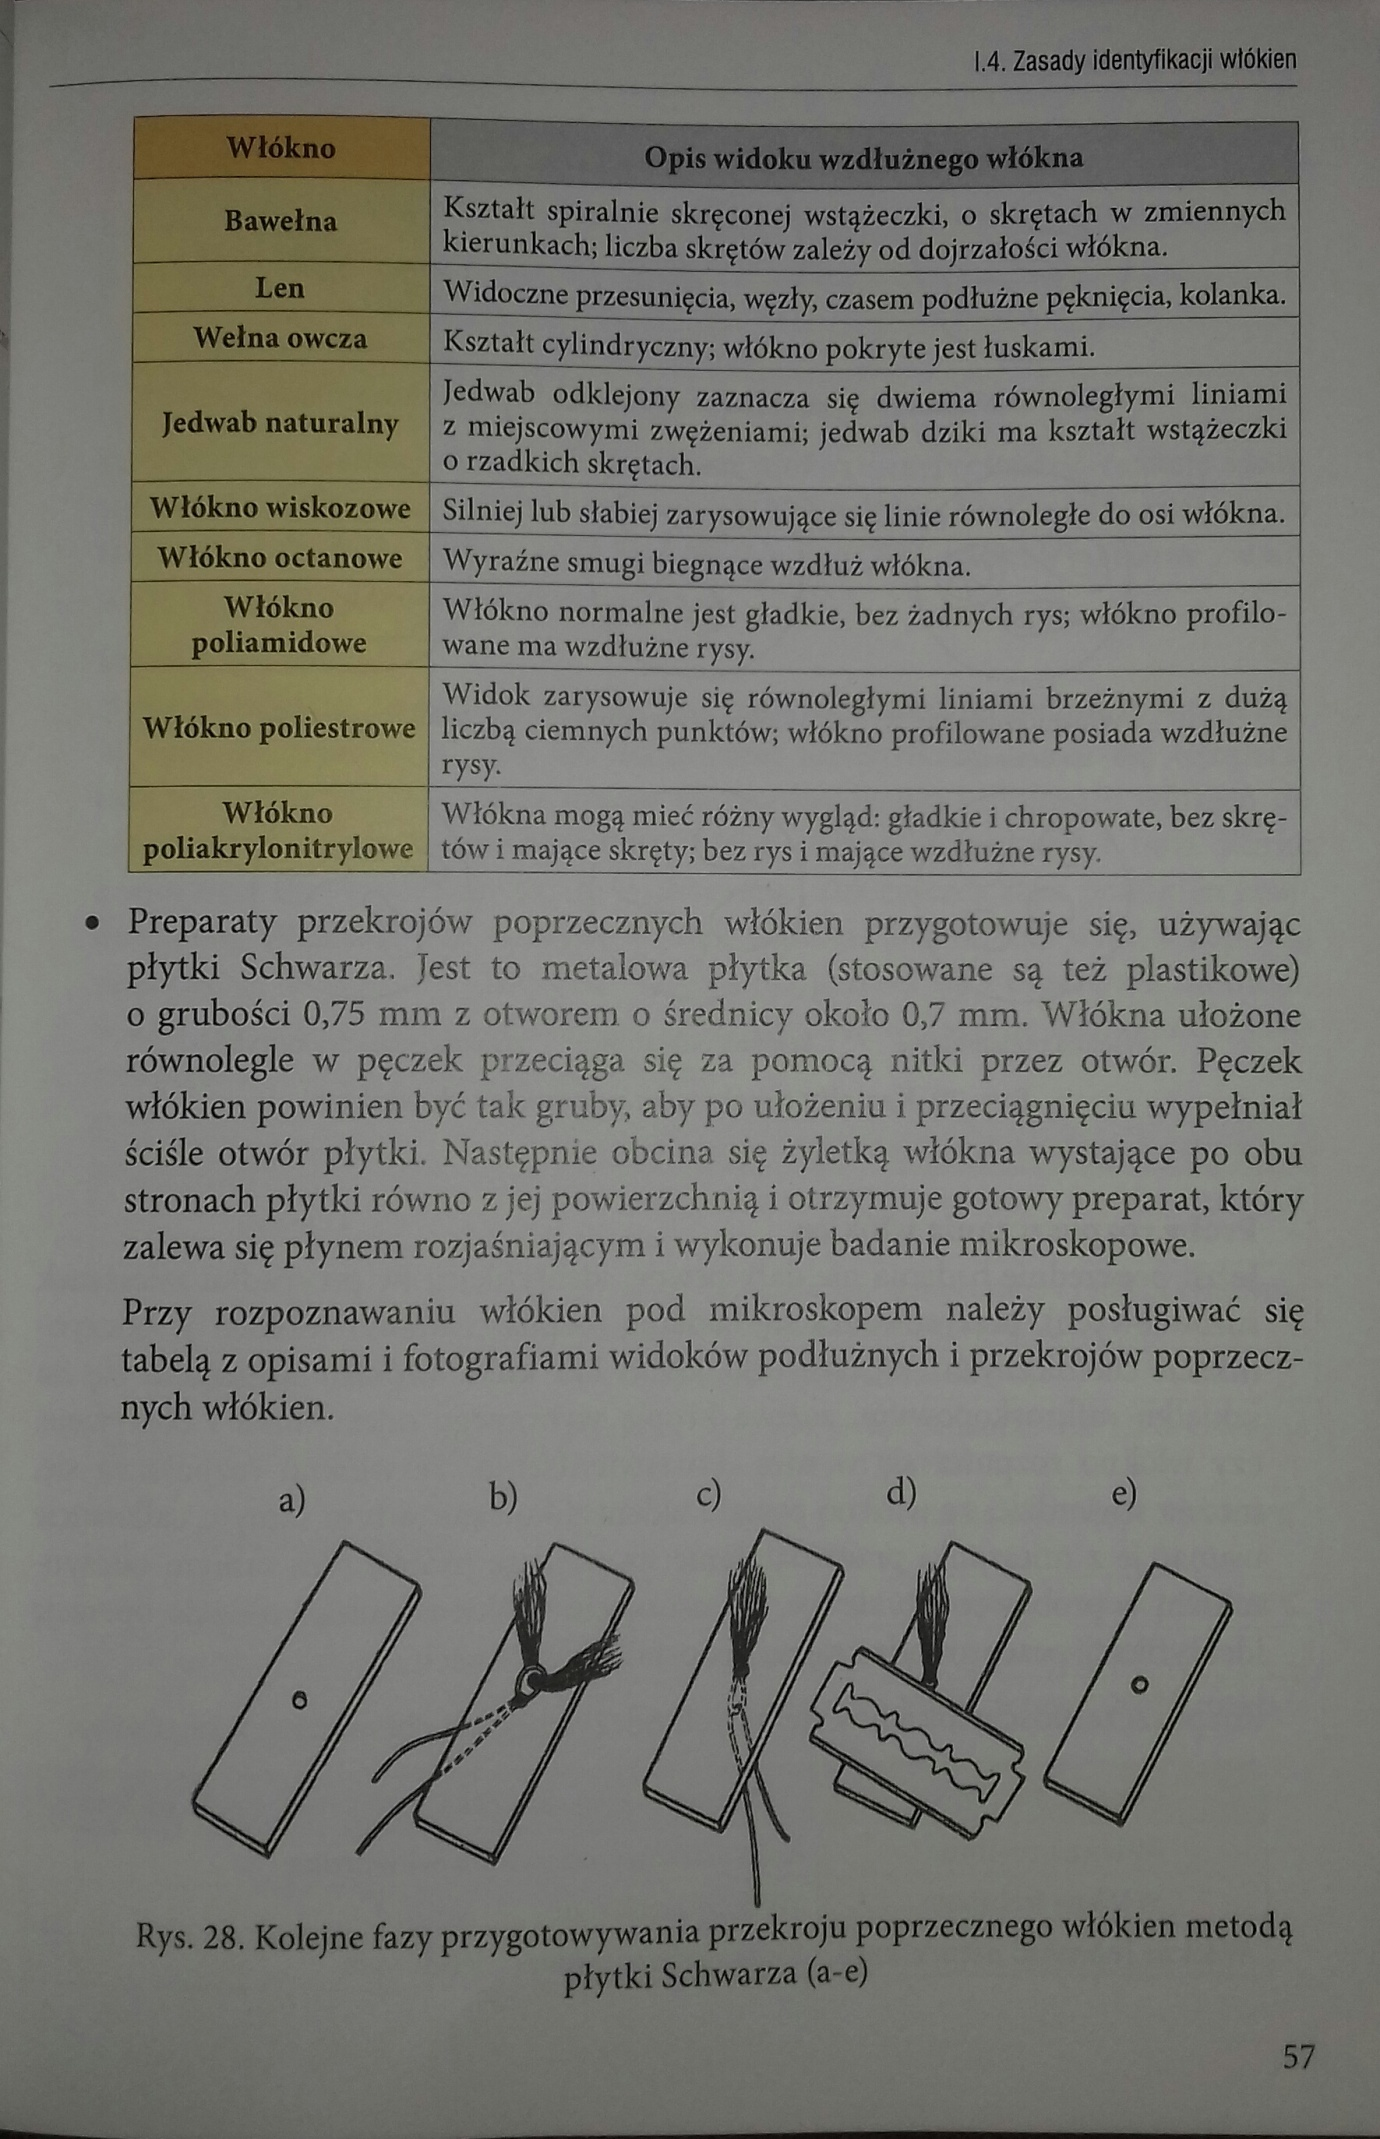 I.4. Zasady identyfikacji włókien
Włókno
Opis widoku wzdłużnego włókna
Bawełna
Kształt spiralnie skręconej wstążeczki, o skrętach w zmiennych
kierunkach; liczba skrętów zależy od dojrzałości włókna.
Len
Widoczne przesunięcia, węzły, czasem podłużne pęknięcia, kolanka.
Wełna owcza
Kształt cylindryczny; włókno pokryte jest łuskami.
Jedwab naturalny
Jedwab odklejony zaznacza się dwiema równoległymi liniami
z miejscowymi zwężeniami; jedwab dziki ma kształt wstążeczki
o rzadkich skrętach.
Włókno wiskozowe
Silniej lub słabiej zarysowujące się linie równoległe do osi włókna.
Włókno octanowe
Wyraźne smugi biegnące wzdłuż włókna.
Włókno
poliamidowe
Włókno normalne jest gładkie, bez żadnych rys; włókno profilo-
wane ma wzdłużne rysy.
Włókno poliestrowe
Widok zarysowuje się równoległymi liniami brzeżnymi z dużą
liczbą ciemnych punktów; włókno profilowane posiada wzdłużne
rysy.
Włókno
poliakrylonitrylowe
Włókna mogą mieć różny wygląd: gładkie i chropowate, bez skrę-
tów i mające skręty; bez rys i mające wzdłużne rysy.
• Preparaty przekrojów poprzecznych włókien przygotowuje się, używając
płytki Schwarza. Jest to metalowa płytka (stosowane są też plastikowe)
o grubości 0,75 mm z otworem o średnicy około 0,7 mm. Włókna ułożone
równolegle w pęczek przeciąga się za pomocą nitki przez otwór. Pęczek
włókien powinien być tak gruby, aby po ułożeniu i przeciągnięciu wypełniał
ściśle otwór płytki. Następnie obcina się żyletką włókna wystające po obu
stronach płytki równo z jej powierzchnią i otrzymuje gotowy preparat, który
zalewa się płynem rozjaśniającym i wykonuje badanie mikroskopowe.
Przy rozpoznawaniu włókien pod mikroskopem należy posługiwać się
tabelą z opisami i fotografiami widoków podłużnych i przekrojów poprzecz-
nych włókien.
a) b) c) d) e)
Rys. 28. Kolejne fazy przygotowywania przekroju poprzecznego włókien metodą
płytki Schwarza (a-e)
57